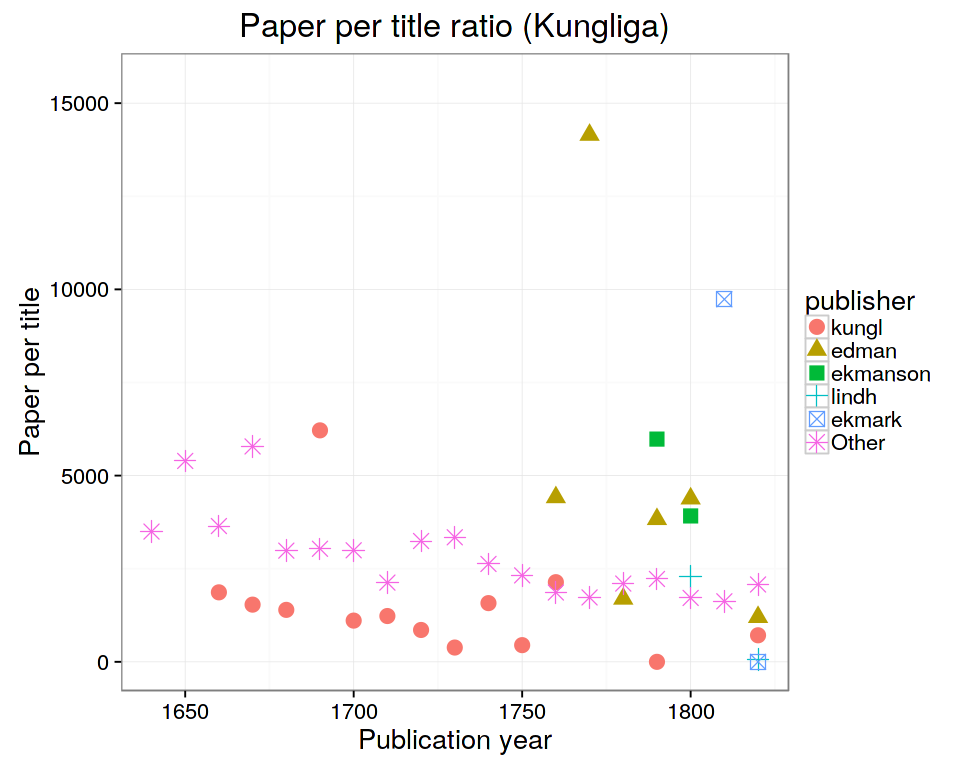 Paper per title ratio (Kungliga)
15000
10000
5000
0
Paper per title
1650 1700 1750 1800
Publication year
publisher
kungl
edman
ekmanson
lindh
ekmark
Other